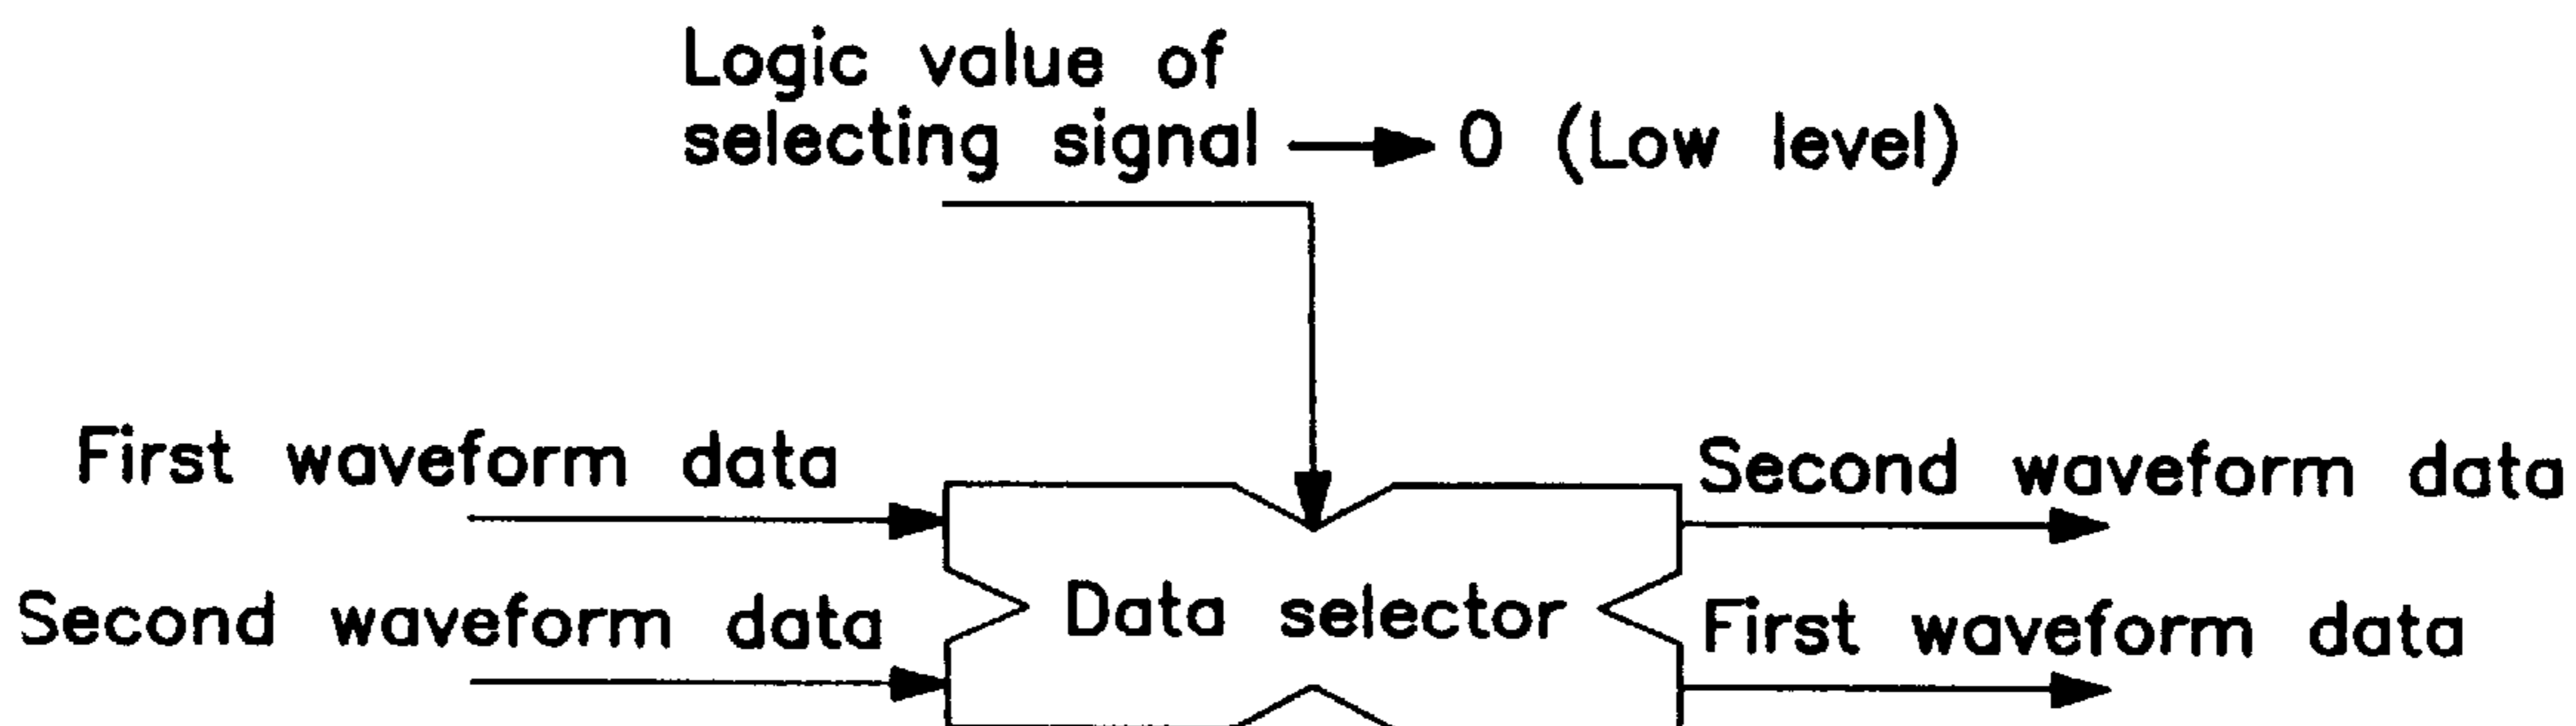 Logic value of
selecting signal → 0 (Low level)
First waveform data
Second waveform data
Data selector
Second waveform data
First waveform data